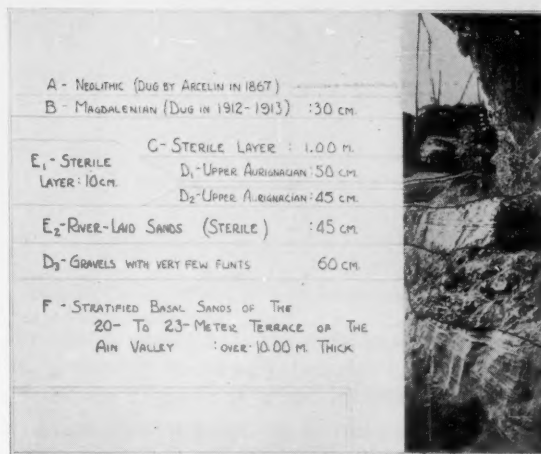 A - NEOLITHIC (DUG BY ARCELIN IN 1867)
B - MAGDALENIAN (DUG IN 1912-1913) :30 CM.
C-STERILE LAYER : 1.00 M.
E1-STERILE
LAYER: 10CM.
D1-UPPER AURIGNACIAN: 50 CM.
D2-UPPER AURIGNACIAN: 45 CM.
E2-RIVER-LAID SANDS (STERILE) :45 CM.
D3-GRAVELS WITH VERY FEW FLINTS 60 CM.
F - STRATIFIED BASAL SANDS OF THE
20- TO 23-METER TERRACE OF THE
AIN VALLEY :OVER 10.00 M. THICK